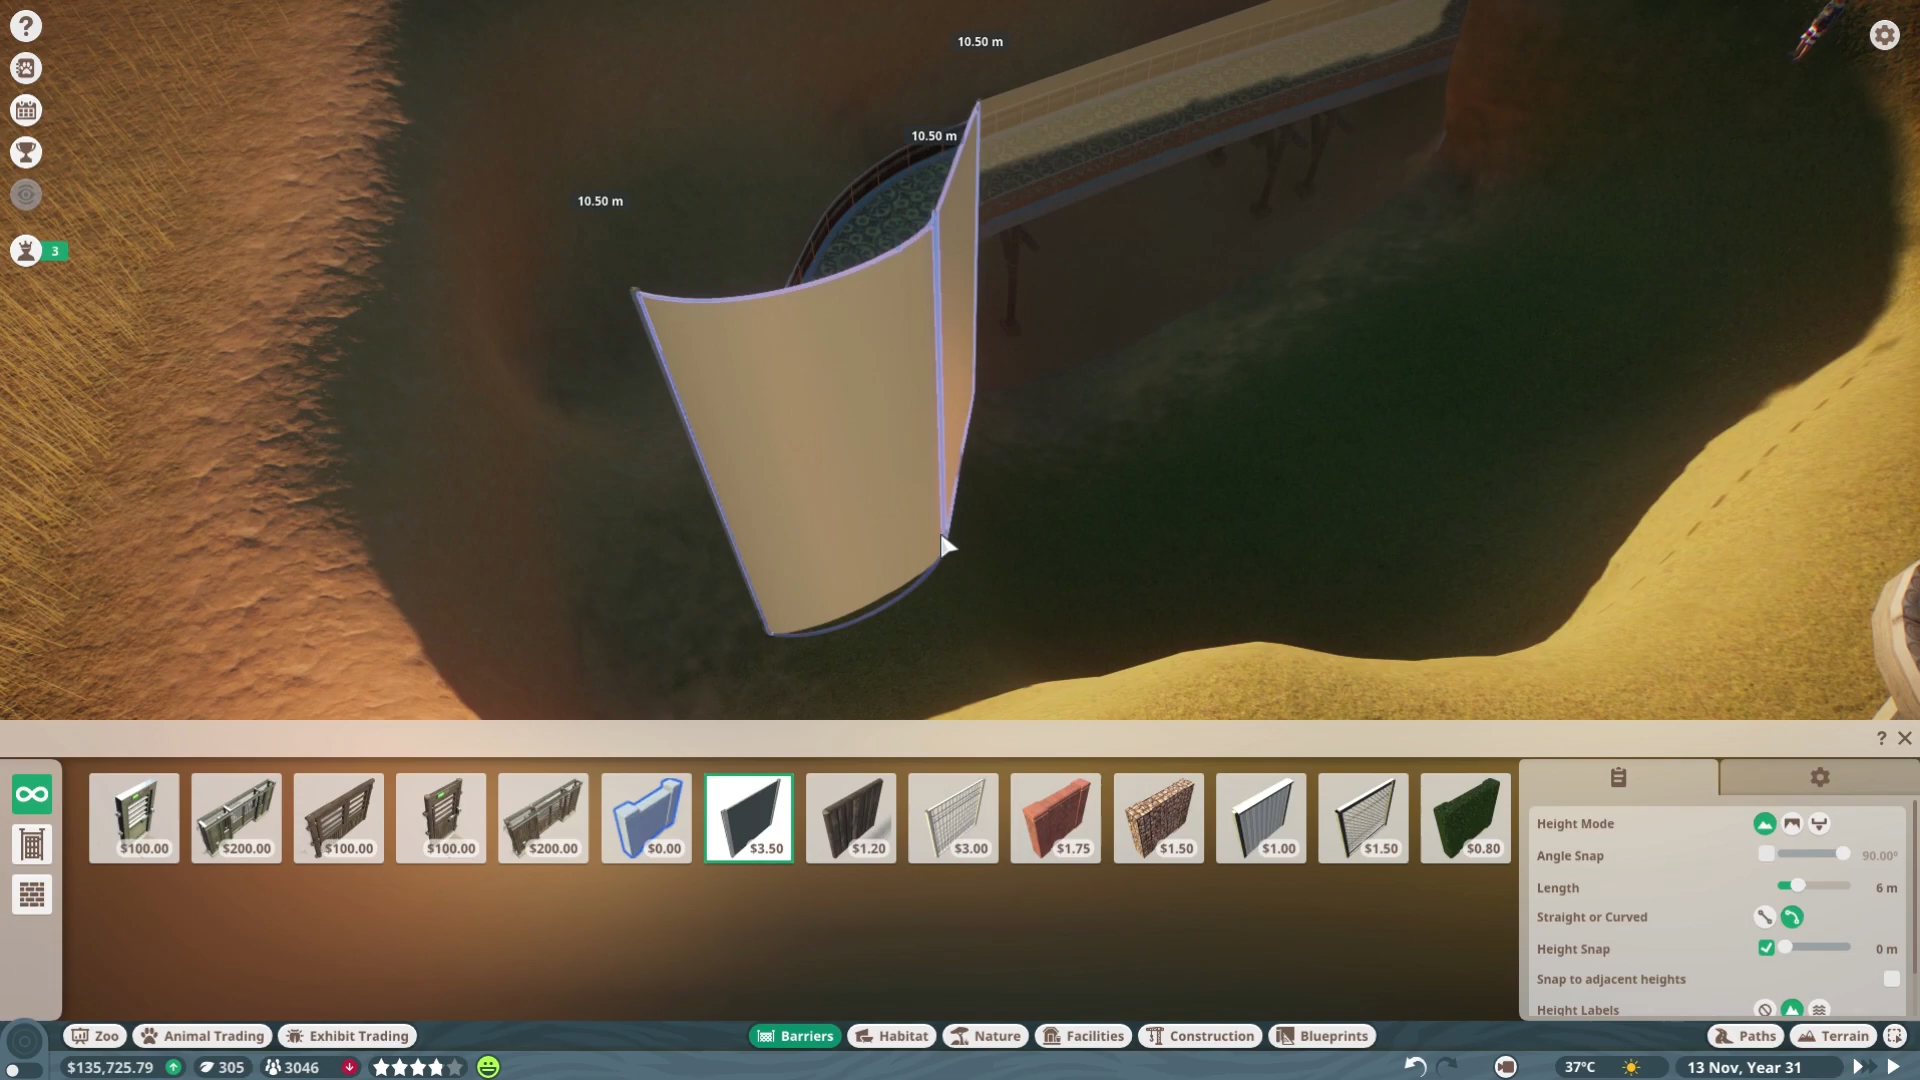 10.50 m
10.50 m
10.50 m
3
?
$100.00
$200.00
$100.00
$100.00
$200.00
$0.00
$3.50
$1.20
$3.00
$1.75
$1.50
$1.00
$1.50
$0.80
Height Mode
Angle Snap 90.00°
Length 6 m
Straight or Curved
Height Snap 0 m
Snap to adjacent heights
Height Labels
Zoo Animal Trading Exhibit Trading Barriers Habitat Nature Facilities Construction Blueprints Paths Terrain
$135,725.79 305 3046 37°C 13 Nov, Year 31